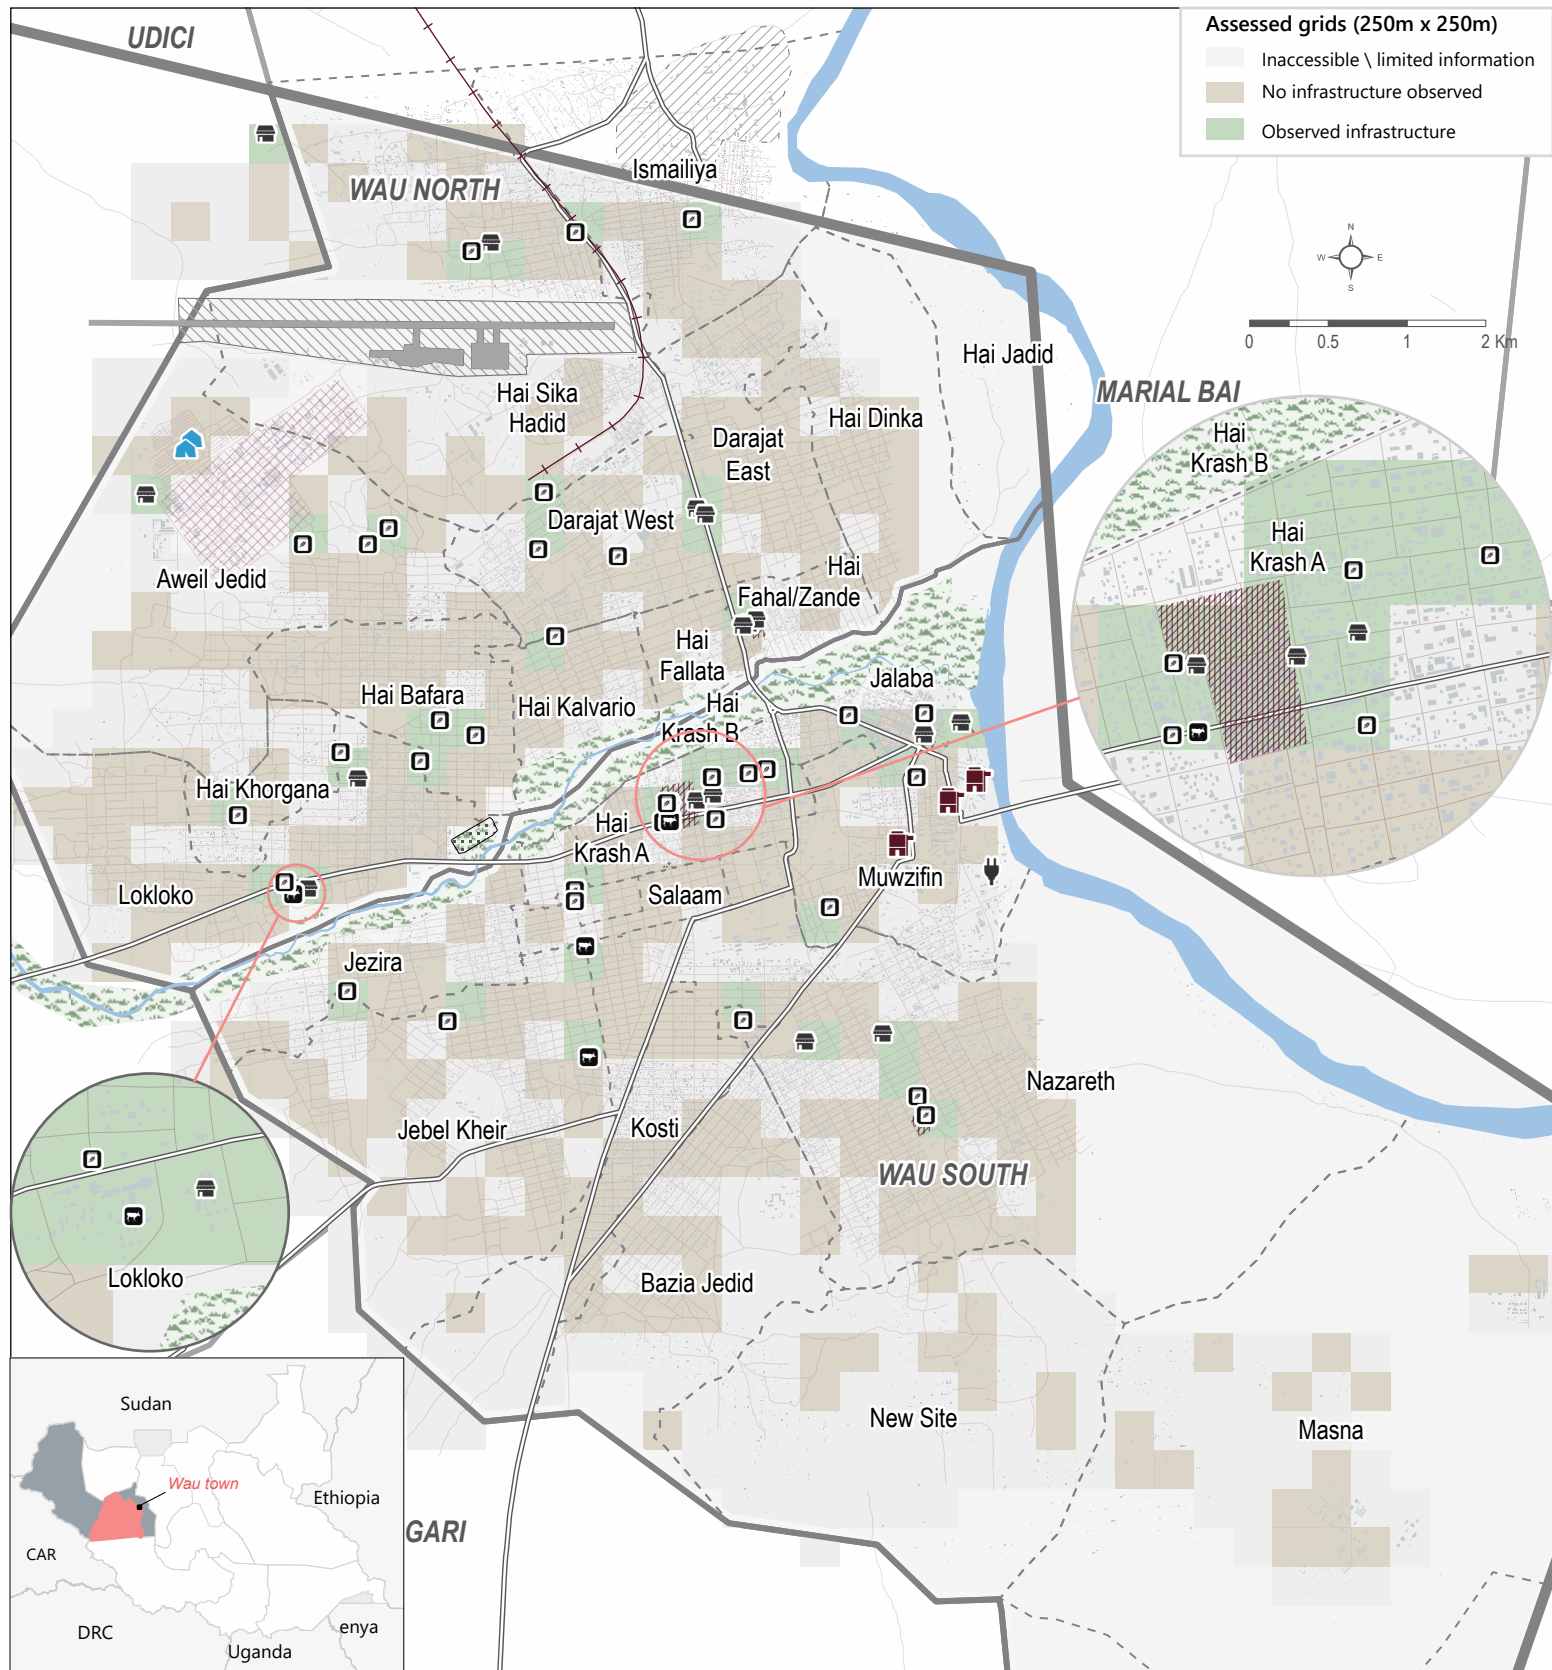 Assessed grids (250m x 250m)
Inaccessible \ limited information
No infrastructure observed
Observed infrastructure
UDICI
Ismailiya
WAU NORTH
N
W
E
S
0
0.5
1
2 Km
Hai Jadid
MARIAL BAI
Hai Sika
Hadid
Hai Dinka
Darajat
East
Hai
Krash B
Hai
Krash A
Darajat West
Aweil Jedid
Hai
Fahal/Zande
Hai
Fallata
Jalaba
Hai Bafara
Hai Kalvario
Hai
Krash B
Hai Khorgana
Hai
Krash A
Muwzifin
Lokloko
Salaam
Jezira
Nazareth
Jebel Kheir
Kosti
WAU SOUTH
Lokloko
Bazia Jedid
New Site
Masna
Sudan
Wau town
Ethiopia
GARI
CAR
DRC
enya
Uganda